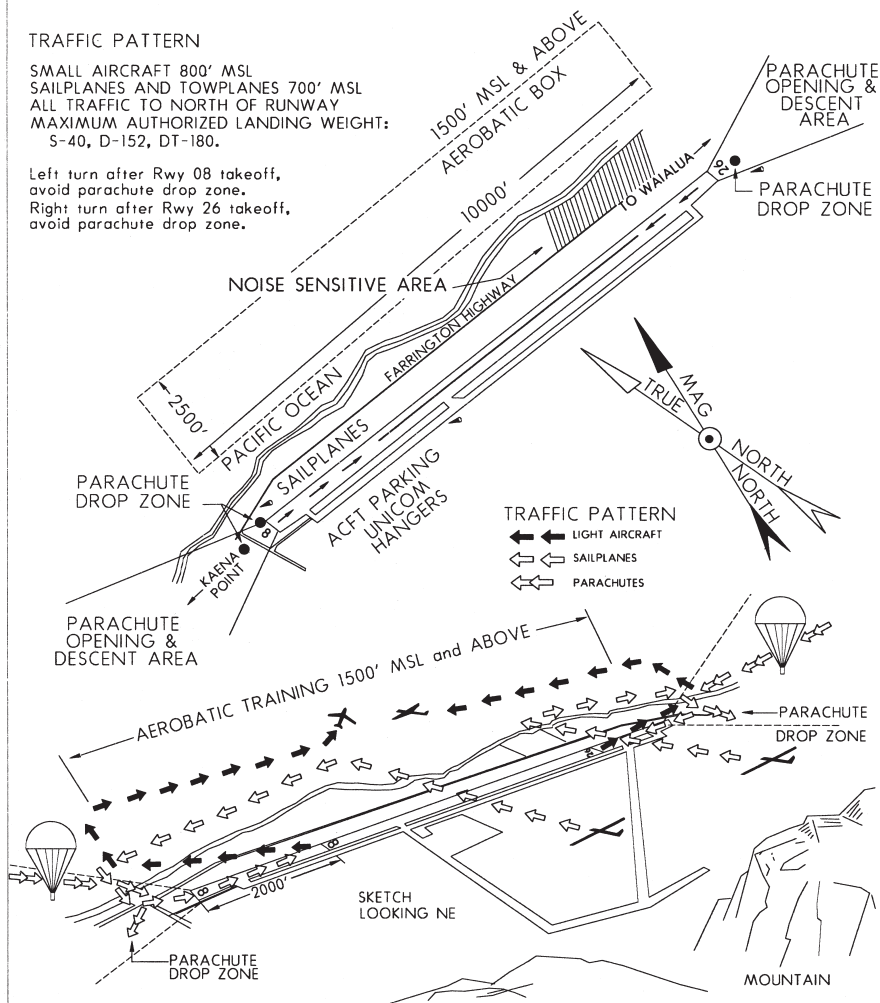 TRAFFIC PATTERN
SMALL AIRCRAFT 800' MSL
SAILPLANES AND TOWPLANES 700' MSL
ALL TRAFFIC TO NORTH OF RUNWAY
MAXIMUM AUTHORIZED LANDING WEIGHT:
S-40, D-152, DT-180.
Left turn after Rwy 08 takeoff,
avoid parachute drop zone.
Right turn after Rwy 26 takeoff,
avoid parachute drop zone.
1500' MSL & ABOVE
AEROBATIC BOX
10000'
PARACHUTE
OPENING &
DESCENT
AREA
26
PARACHUTE
DROP ZONE
TO WAIALUA
NOISE SENSITIVE AREA
FARRINGTON HIGHWAY
2500'
PACIFIC OCEAN
SAILPLANES
PARACHUTE
DROP ZONE
8
KAENA
POINT
ACFT PARKING
UNICOM
HANGERS
PARACHUTE
OPENING &
DESCENT AREA
TRUE
MAG
NORTH
NORTH
TRAFFIC PATTERN
LIGHT AIRCRAFT
SAILPLANES
PARACHUTES
AEROBATIC TRAINING 1500' MSL and ABOVE
PARACHUTE
DROP ZONE
8
8
2000'
SKETCH
LOOKING NE
PARACHUTE
DROP ZONE
MOUNTAIN